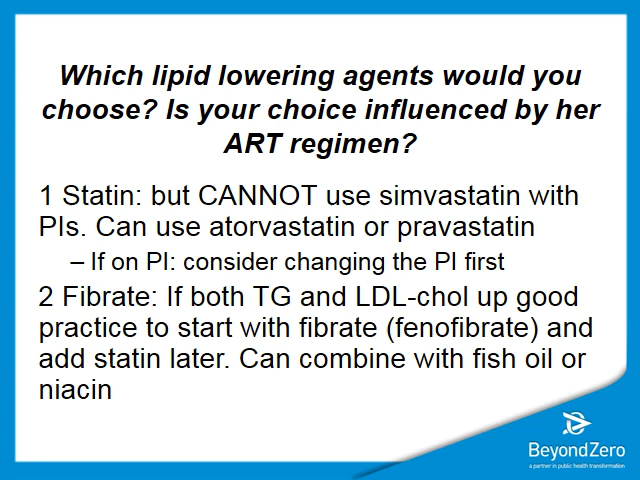 Which lipid lowering agents would you
choose? Is your choice influenced by her
ART regimen?
1 Statin: but CANNOT use simvastatin with
PIs. Can use atorvastatin or pravastatin
– If on PI: consider changing the PI first
2 Fibrate: If both TG and LDL-chol up good
practice to start with fibrate (fenofibrate) and
add statin later. Can combine with fish oil or
niacin
BeyondZero
a partner in public health transformation